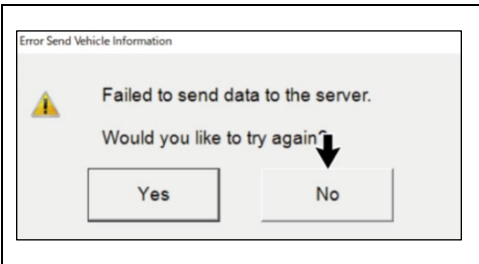 Error Send Vehicle Information
Failed to send data to the server.
Would you like to try again?
Yes
No